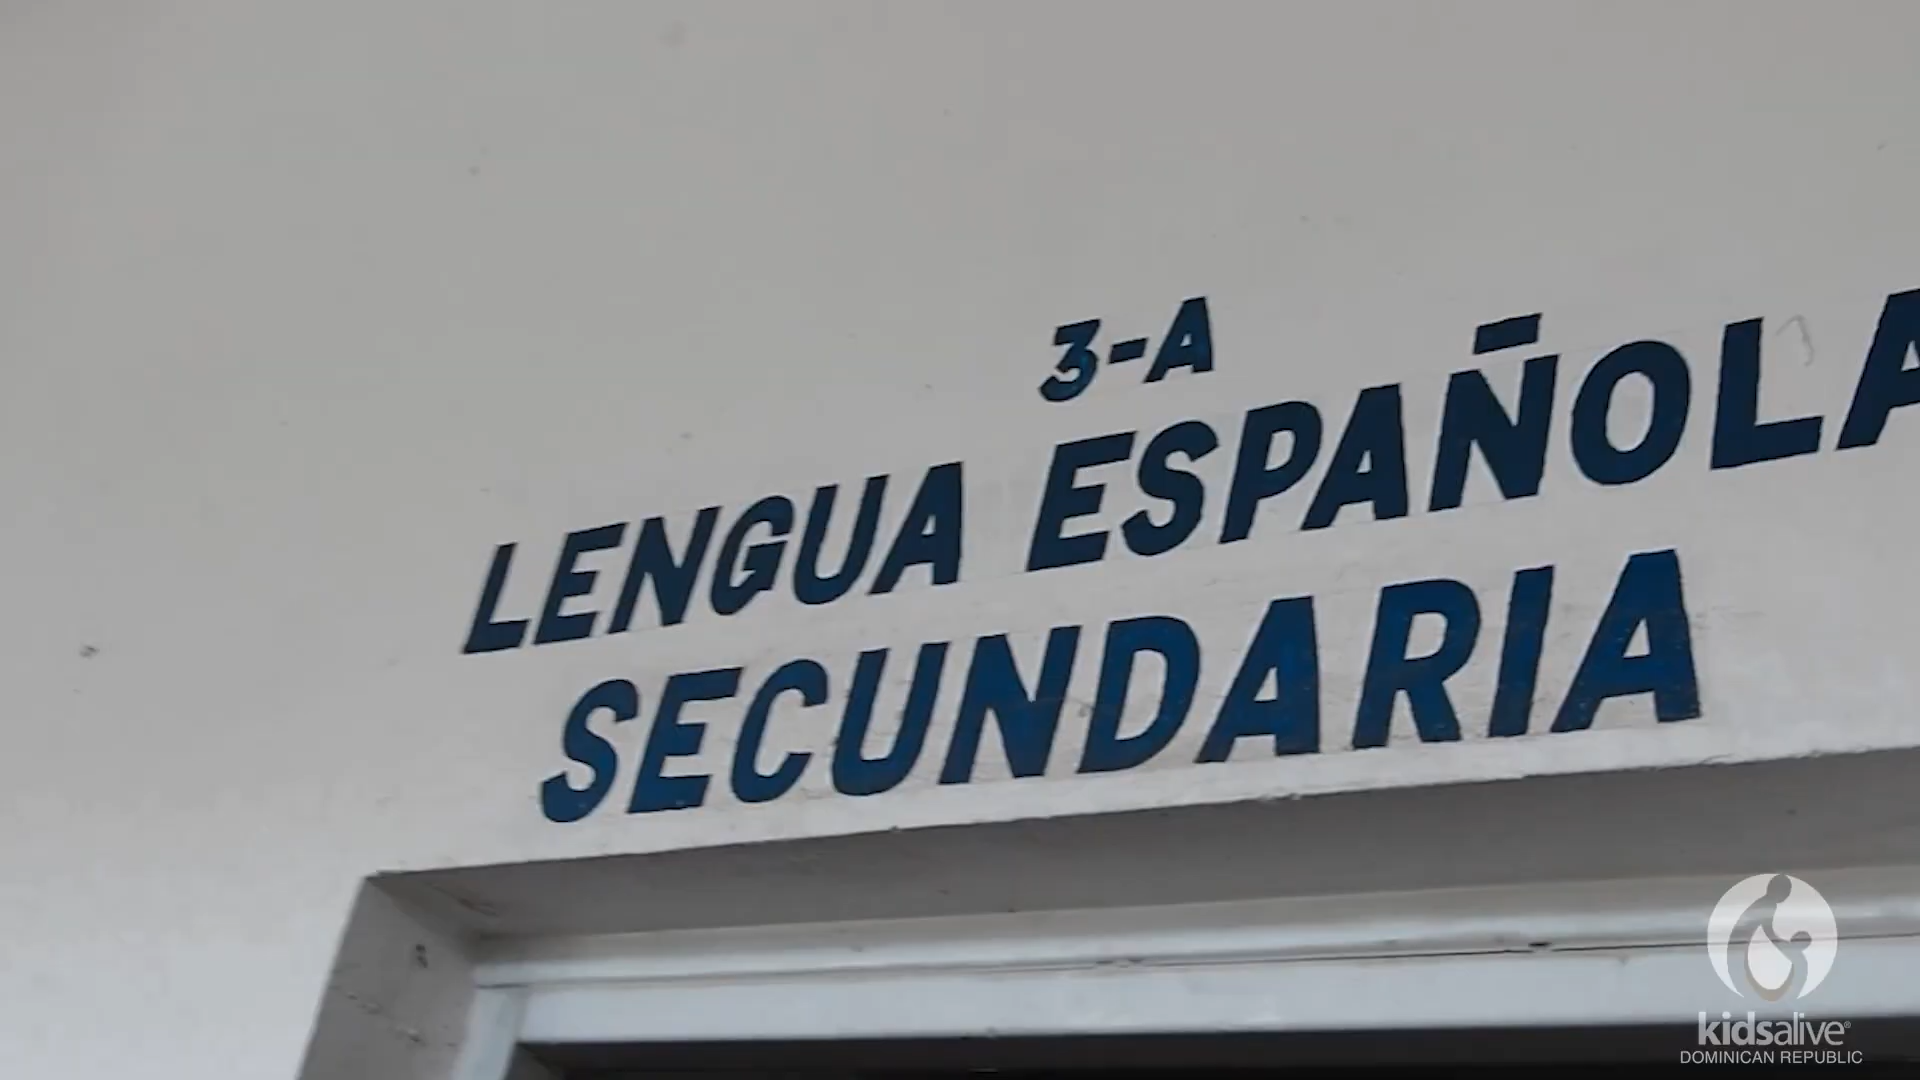 3-A
LENGUA ESPAÑOLA
SECUNDARIA
kidsalive®
DOMINICAN REPUBLIC